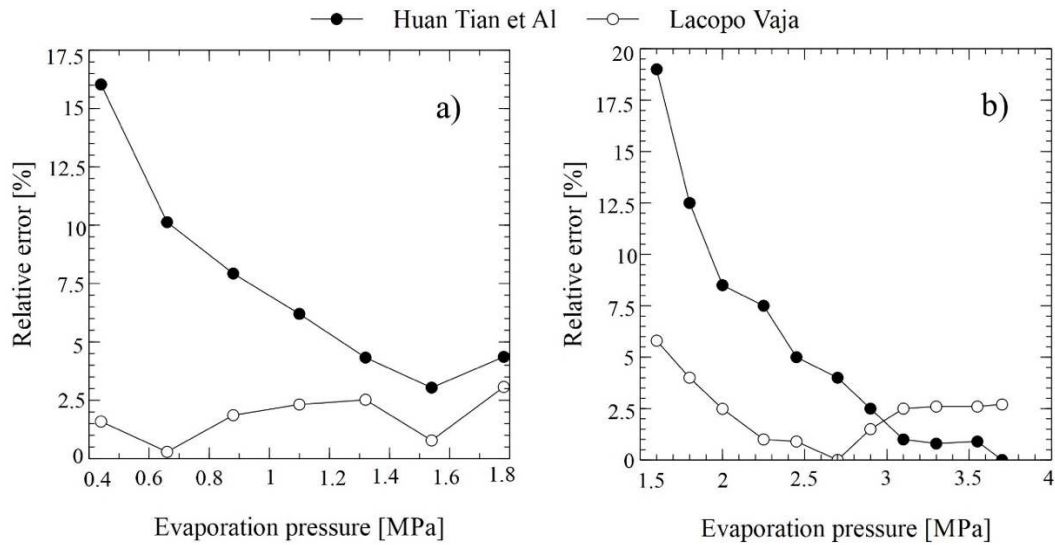 Huan Tian et Al
Lacopo Vaja
a)
17.5
15
12.5
10
7.5
5
2.5
0
Relative error [%]
0.4 0.6 0.8 1 1.2 1.4 1.6 1.8
Evaporation pressure [MPa]
b)
20
17.5
15
12.5
10
7.5
5
2.5
0
Relative error [%]
1.5 2 2.5 3 3.5 4
Evaporation pressure [MPa]